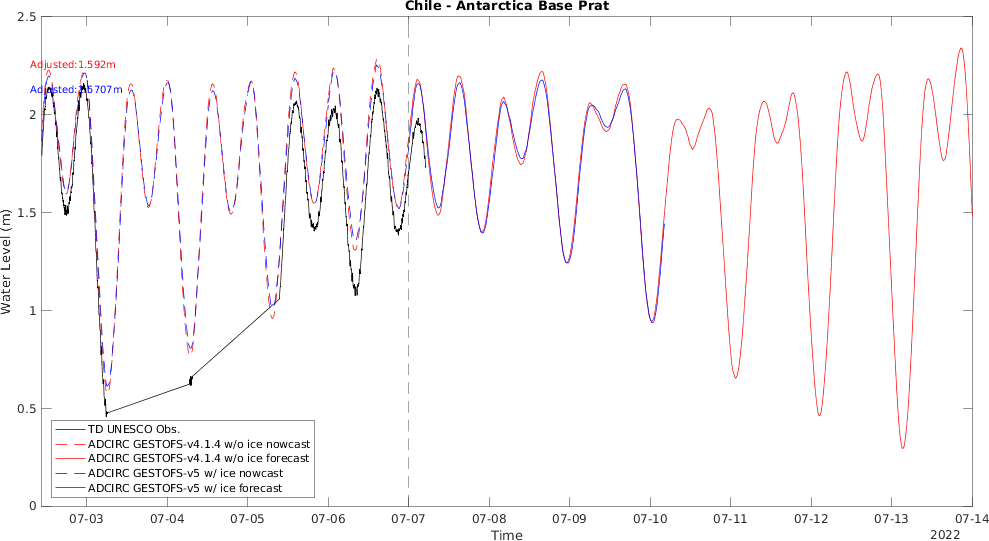 Chile - Antarctica Base Prat
2.5
2
1.5
1
0.5
0
Water Level (m)
Adjusted:1.592m
Adjusted:1.5707m
TD UNESCO Obs.
ADCIRC GESTOFS-v4.1.4 w/o ice nowcast
ADCIRC GESTOFS-v4.1.4 w/o ice forecast
ADCIRC GESTOFS-v5 w/ ice nowcast
ADCIRC GESTOFS-v5 w/ ice forecast
07-03 07-04 07-05 07-06 07-07 07-08 07-09 07-10 07-11 07-12 07-13 07-14
Time
2022